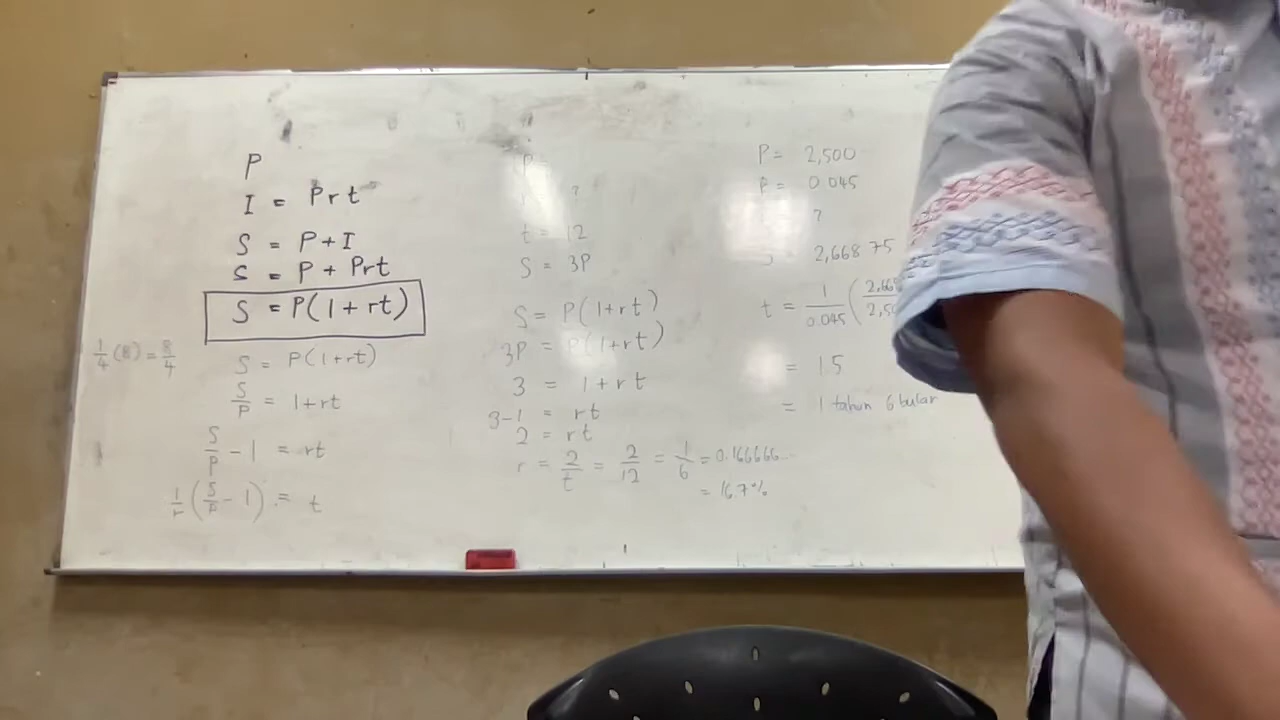 P
I = Prt
S = P + I
S = P + Prt
S = P(1 + rt)
1/4 (8) = 8/4
S = P(1 + rt)
S/P = 1 + rt
S/P - 1 = rt
1/r (S/P - 1) = t
P
?
t = 12
S = 3P
S = P(1+rt)
3P = P(1+rt)
3 = 1 + rt
3-1 = rt
2 = rt
r = 2/t = 2/12 = 1/6 = 0.166666...
= 16.7%
P = 2,500
= 0.045
?
2,668 75
t = 1/0.045 (
= 1.5
= 1 tahun 6 bulan